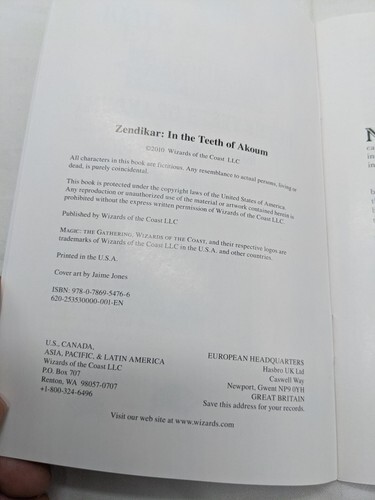 Zendikar: In the Teeth of Akoum
©2010 Wizards of the Coast LLC
All characters in this book are fictitious. Any resemblance to actual persons, living or
dead, is purely coincidental.
This book is protected under the copyright laws of the United States of America.
Any reproduction or unauthorized use of the material or artwork contained herein is
prohibited without the express written permission of Wizards of the Coast LLC.
Published by Wizards of the Coast LLC
MAGIC: THE GATHERING, WIZARDS OF THE COAST, and their respective logos are
trademarks of Wizards of the Coast LLC in the U.S.A. and other countries.
Printed in the U.S.A.
Cover art by Jaime Jones
ISBN: 978-0-7869-5476-6
620-253530000-001-EN
U.S., CANADA,
ASIA, PACIFIC, & LATIN AMERICA
Wizards of the Coast LLC
P.O. Box 707
Renton, WA 98057-0707
+1-800-324-6496
EUROPEAN HEADQUARTERS
Hasbro UK Ltd
Caswell Way
Newport, Gwent NP9 0YH
GREAT BRITAIN
Save this address for your records.
Visit our web site at www.wizards.com